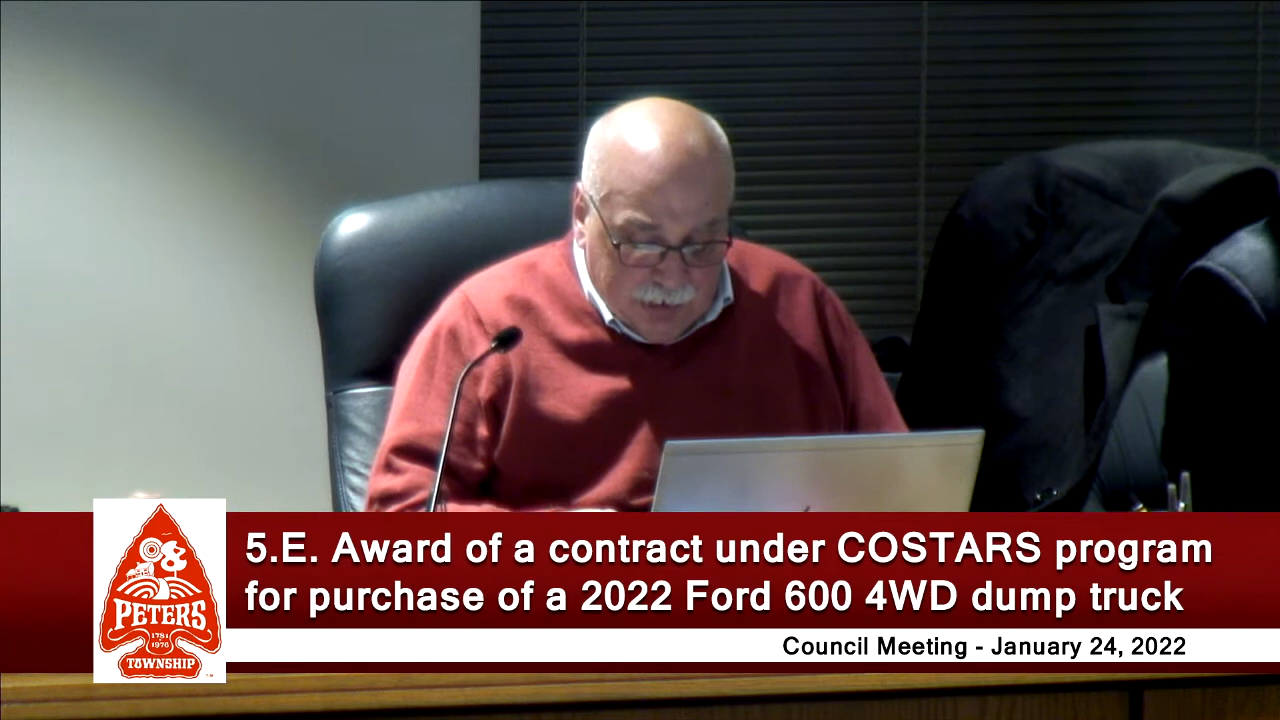 5.E. Award of a contract under COSTARS program
for purchase of a 2022 Ford 600 4WD dump truck
Council Meeting - January 24, 2022
PETERS
1781
1976
TOWNSHIP